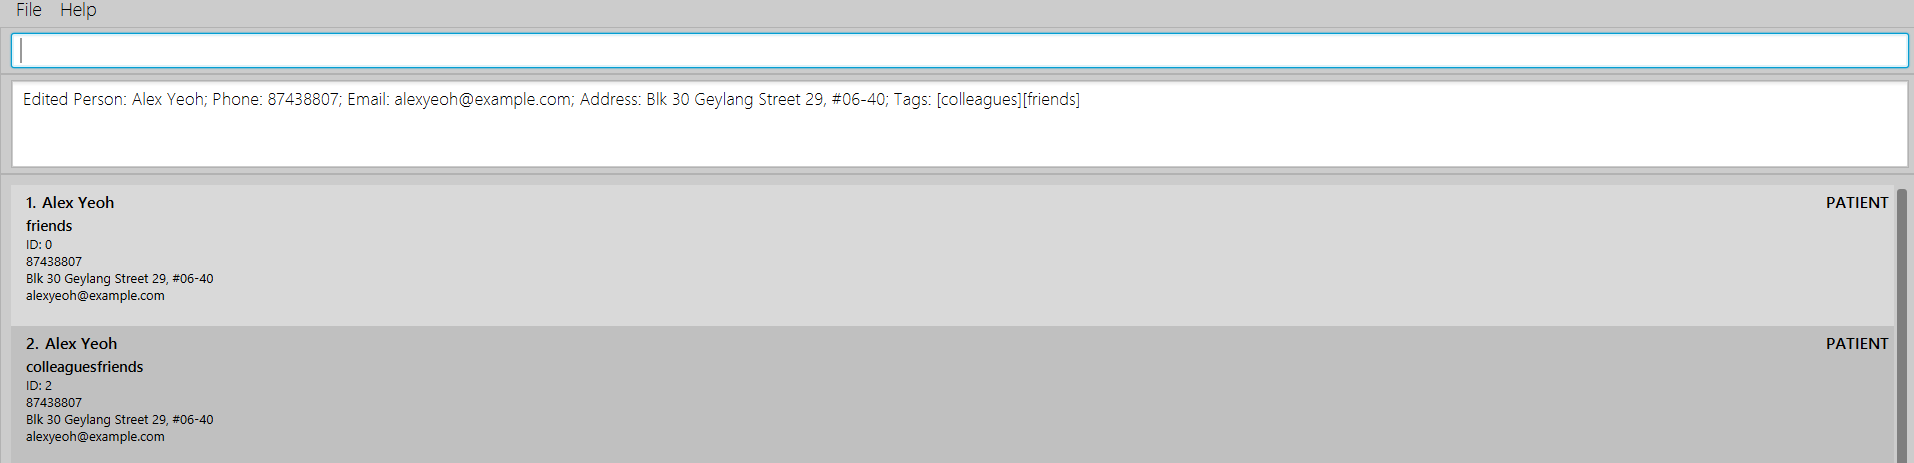 File Help
Edited Person: Alex Yeoh; Phone: 87438807; Email: alexyeoh@example.com; Address: Blk 30 Geylang Street 29, #06-40; Tags: [colleagues][friends]
1. Alex Yeoh PATIENT
friends
ID: 0
87438807
Blk 30 Geylang Street 29, #06-40
alexyeoh@example.com
2. Alex Yeoh PATIENT
colleaguesfriends
ID: 2
87438807
Blk 30 Geylang Street 29, #06-40
alexyeoh@example.com